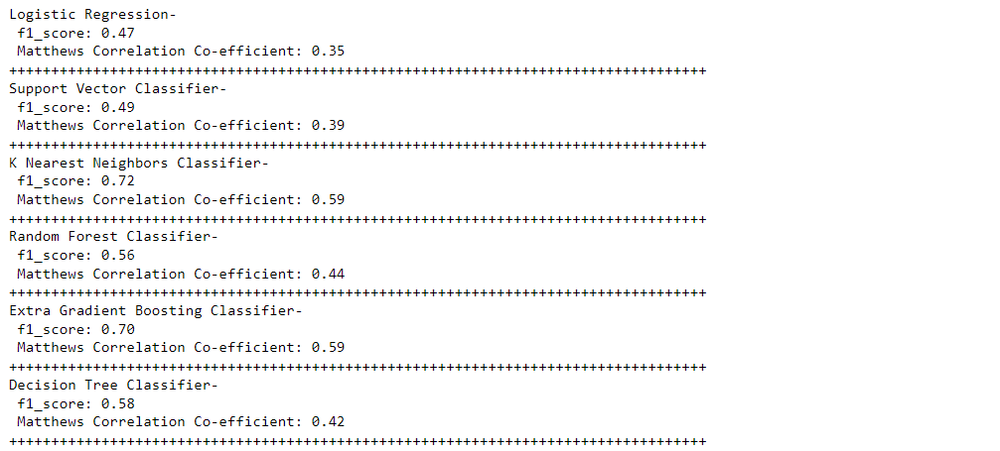 Logistic Regression-
f1_score: 0.47
Matthews Correlation Co-efficient: 0.35
+++++++++++++++++++++++++++++++++++++++++++++++++++++++++++++++++++++++++++++++++++
Support Vector Classifier-
f1_score: 0.49
Matthews Correlation Co-efficient: 0.39
+++++++++++++++++++++++++++++++++++++++++++++++++++++++++++++++++++++++++++++++++++
K Nearest Neighbors Classifier-
f1_score: 0.72
Matthews Correlation Co-efficient: 0.59
+++++++++++++++++++++++++++++++++++++++++++++++++++++++++++++++++++++++++++++++++++
Random Forest Classifier-
f1_score: 0.56
Matthews Correlation Co-efficient: 0.44
+++++++++++++++++++++++++++++++++++++++++++++++++++++++++++++++++++++++++++++++++++
Extra Gradient Boosting Classifier-
f1_score: 0.70
Matthews Correlation Co-efficient: 0.59
+++++++++++++++++++++++++++++++++++++++++++++++++++++++++++++++++++++++++++++++++++
Decision Tree Classifier-
f1_score: 0.58
Matthews Correlation Co-efficient: 0.42
+++++++++++++++++++++++++++++++++++++++++++++++++++++++++++++++++++++++++++++++++++